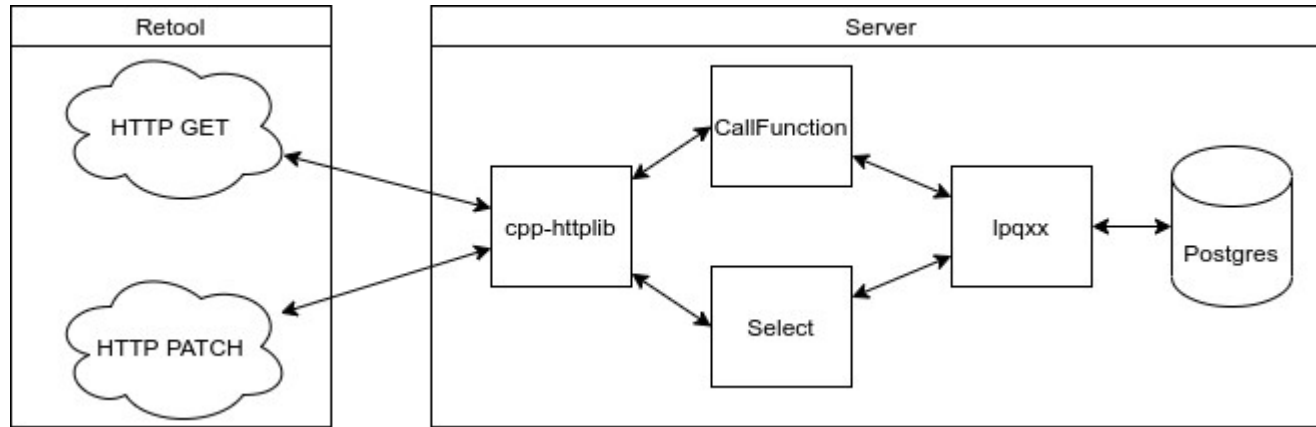 Retool
HTTP GET
HTTP PATCH
Server
cpp-httplib
CallFunction
Select
lpqxx
Postgres